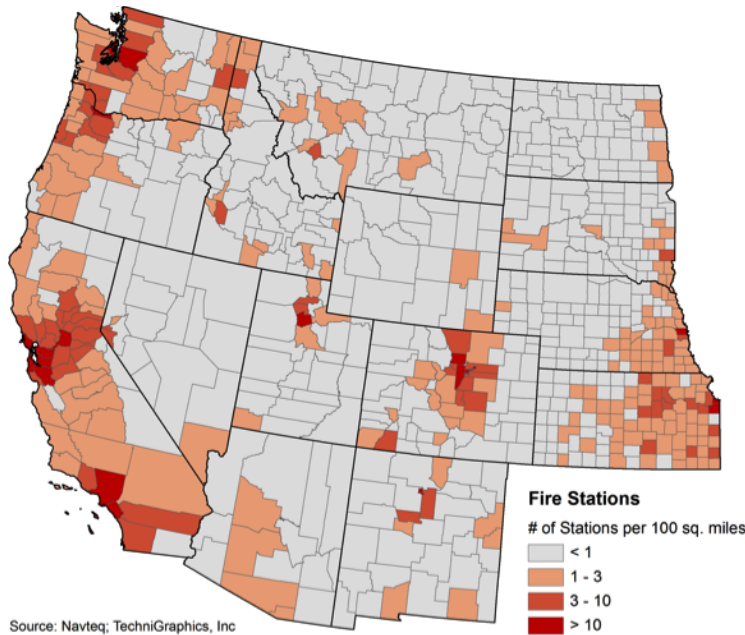 Fire Stations
# of Stations per 100 sq. miles
< 1
1 - 3
3 - 10
> 10
Source: Navteq; TechniGraphics, Inc